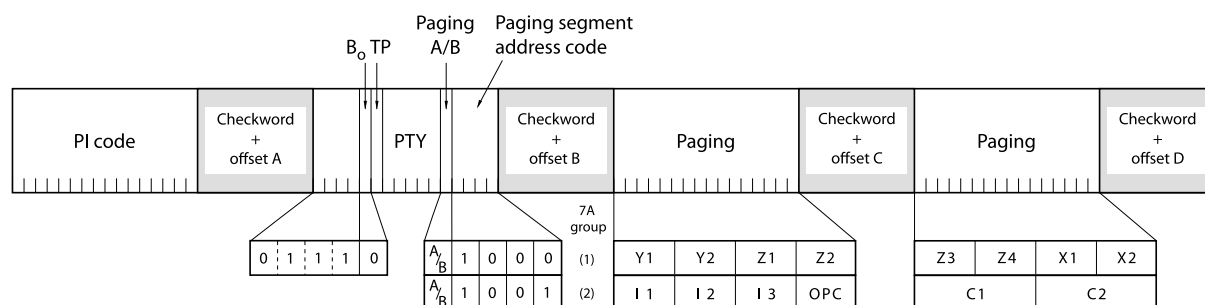 Paging Paging segment
B₀ TP A/B address code
PI code
Checkword + offset A
PTY
Checkword + offset B
Paging
Checkword + offset C
Paging
Checkword + offset D
7A group
0 1 1 1 0
A/B 1 0 0 0 (1) Y1 Y2 Z1 Z2 Z3 Z4 X1 X2
A/B 1 0 0 1 (2) I1 I2 I3 OPC C1 C2